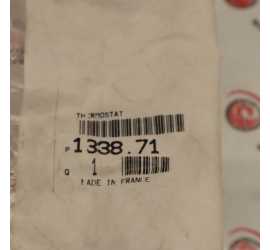 THERMOSTAT
P 1338.71
Q 1
MADE IN FRANCE